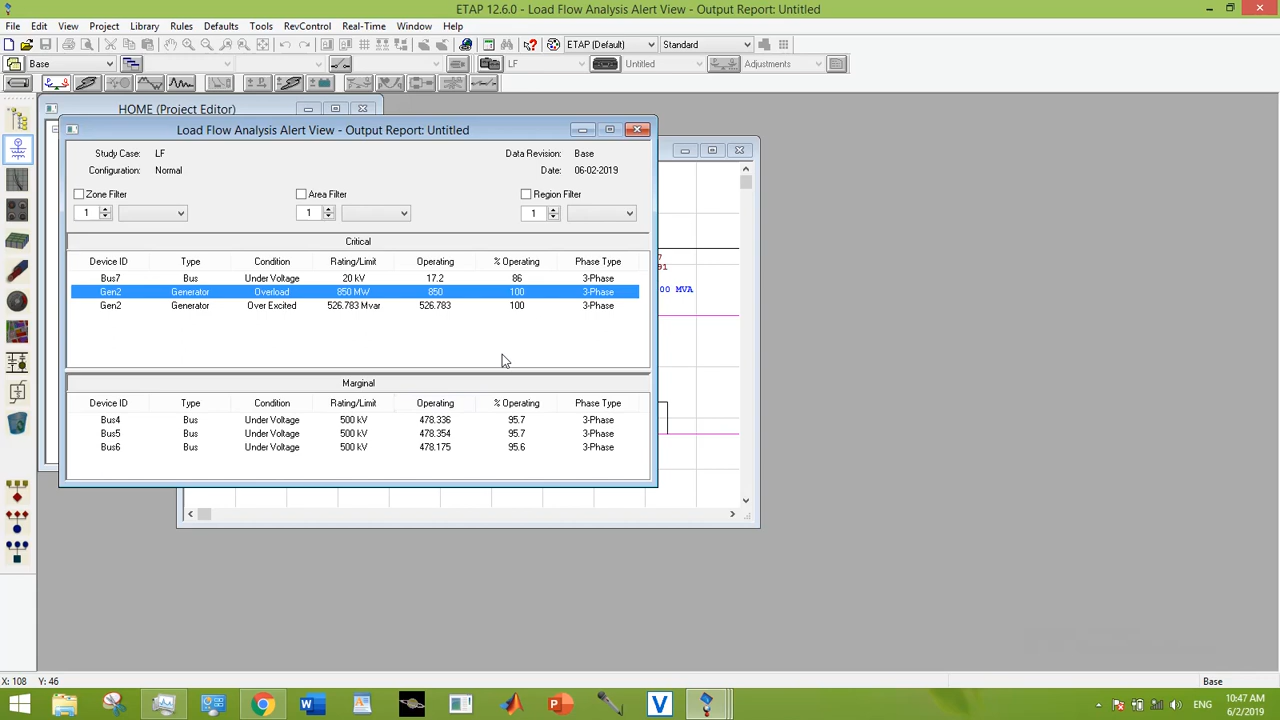 ETAP 12.6.0 - Load Flow Analysis Alert View - Output Report: Untitled
File Edit View Project Library Rules Defaults Tools RevControl Real-Time Window Help
ETAP (Default) Standard
Base LF Untitled Adjustments
HOME (Project Editor)
Load Flow Analysis Alert View - Output Report: Untitled
Study Case: LF Data Revision: Base
Configuration: Normal Date: 06-02-2019
Zone Filter Area Filter Region Filter
1 1 1
Critical
Device ID Type Condition Rating/Limit Operating % Operating Phase Type
Bus7 Bus Under Voltage 20 kV 17.2 86 3-Phase
Gen2 Generator Overload 850 MW 850 100 3-Phase
Gen2 Generator Over Excited 526.783 Mvar 526.783 100 3-Phase
7
91
00 MVA
Marginal
Device ID Type Condition Rating/Limit Operating % Operating Phase Type
Bus4 Bus Under Voltage 500 kV 478.336 95.7 3-Phase
Bus5 Bus Under Voltage 500 kV 478.354 95.7 3-Phase
Bus6 Bus Under Voltage 500 kV 478.175 95.6 3-Phase
X: 108 Y: 46 Base
ENG 10:47 AM
6/2/2019